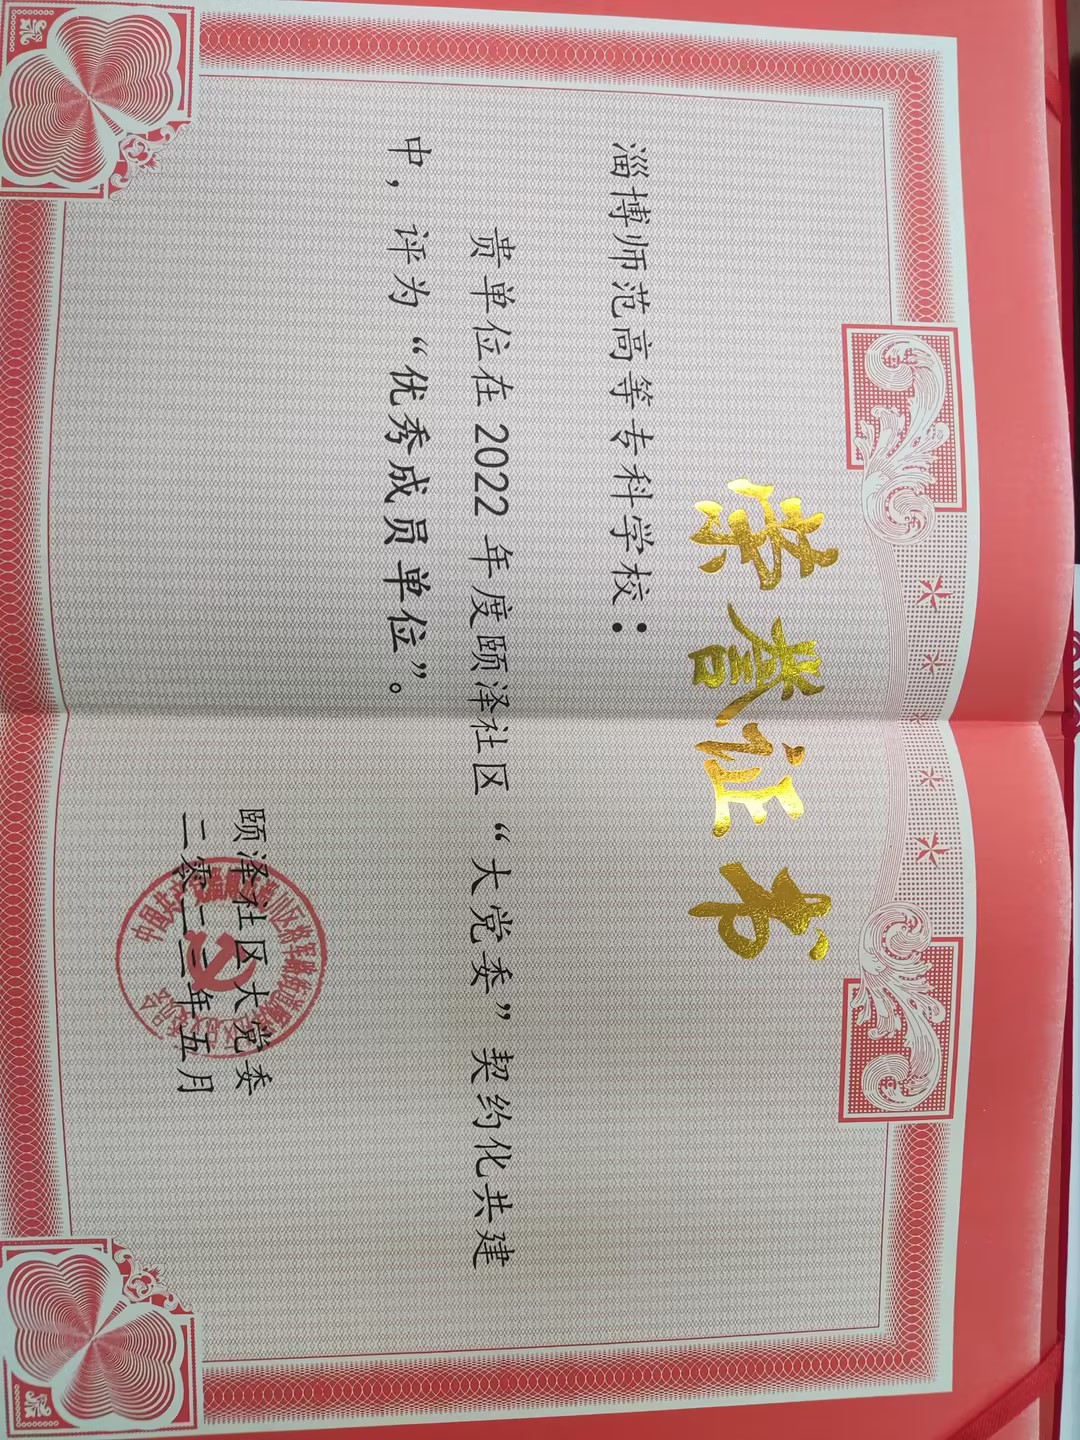 荣誉证书
淄博师范高等专科学校：
贵单位在2022年度颐泽社区“大党委”契约化共建
中，评为“优秀成员单位”。
颐泽社区大党委
二零二三年五月